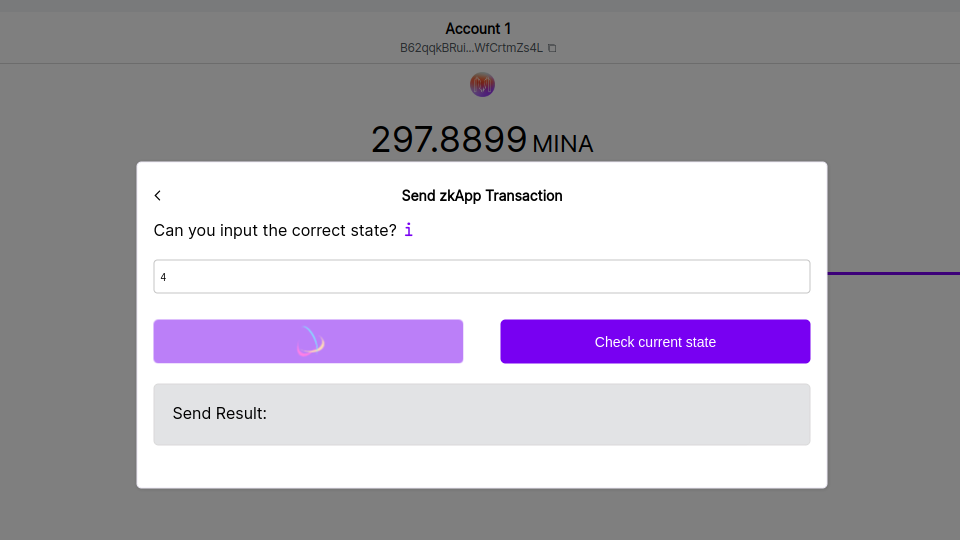 Account 1
B62qqkBRui...WfCrtmZs4L
297.8899 MINA
Send zkApp Transaction
Can you input the correct state? i
4
Check current state
Send Result: